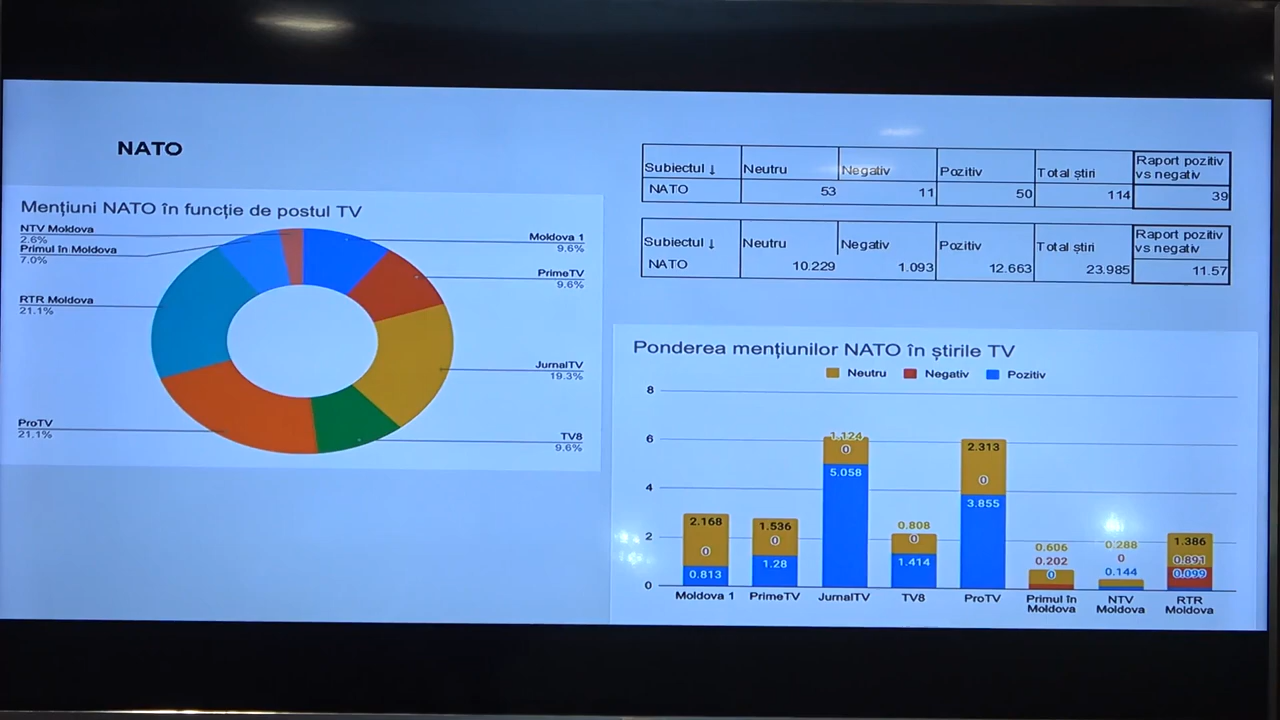 NATO
Mențiuni NATO în funcție de postul TV
NTV Moldova
2.6%
Primul în Moldova
7.0%
RTR Moldova
21.1%
ProTV
21.1%
Moldova 1
9.6%
PrimeTV
9.6%
JurnalTV
19.3%
TV8
9.6%
Subiectul ↓ Neutru Negativ Pozitiv Total știri Raport pozitiv vs negativ
NATO 53 11 50 114 39
Subiectul ↓ Neutru Negativ Pozitiv Total știri Raport pozitiv vs negativ
NATO 10.229 1.093 12.663 23.985 11.57
Ponderea mențiunilor NATO în știrile TV
Neutru Negativ Pozitiv
8
6
4
2
0
2.168
0
0.813
1.536
0
1.28
1.124
0
5.058
0.808
0
1.414
2.313
0
3.855
0.606
0.202
0
0.288
0
0.144
1.386
0.891
0.099
Moldova 1 PrimeTV JurnalTV TV8 ProTV Primul în Moldova NTV Moldova RTR Moldova